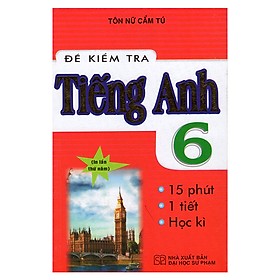 TÔN NỮ CẨM TÚ
ĐỀ KIỂM TRA
Tiếng Anh
6
(In lần
thứ năm)
15 phút
1 tiết
Học kì
NHÀ XUẤT BẢN
ĐẠI HỌC SƯ PHẠM